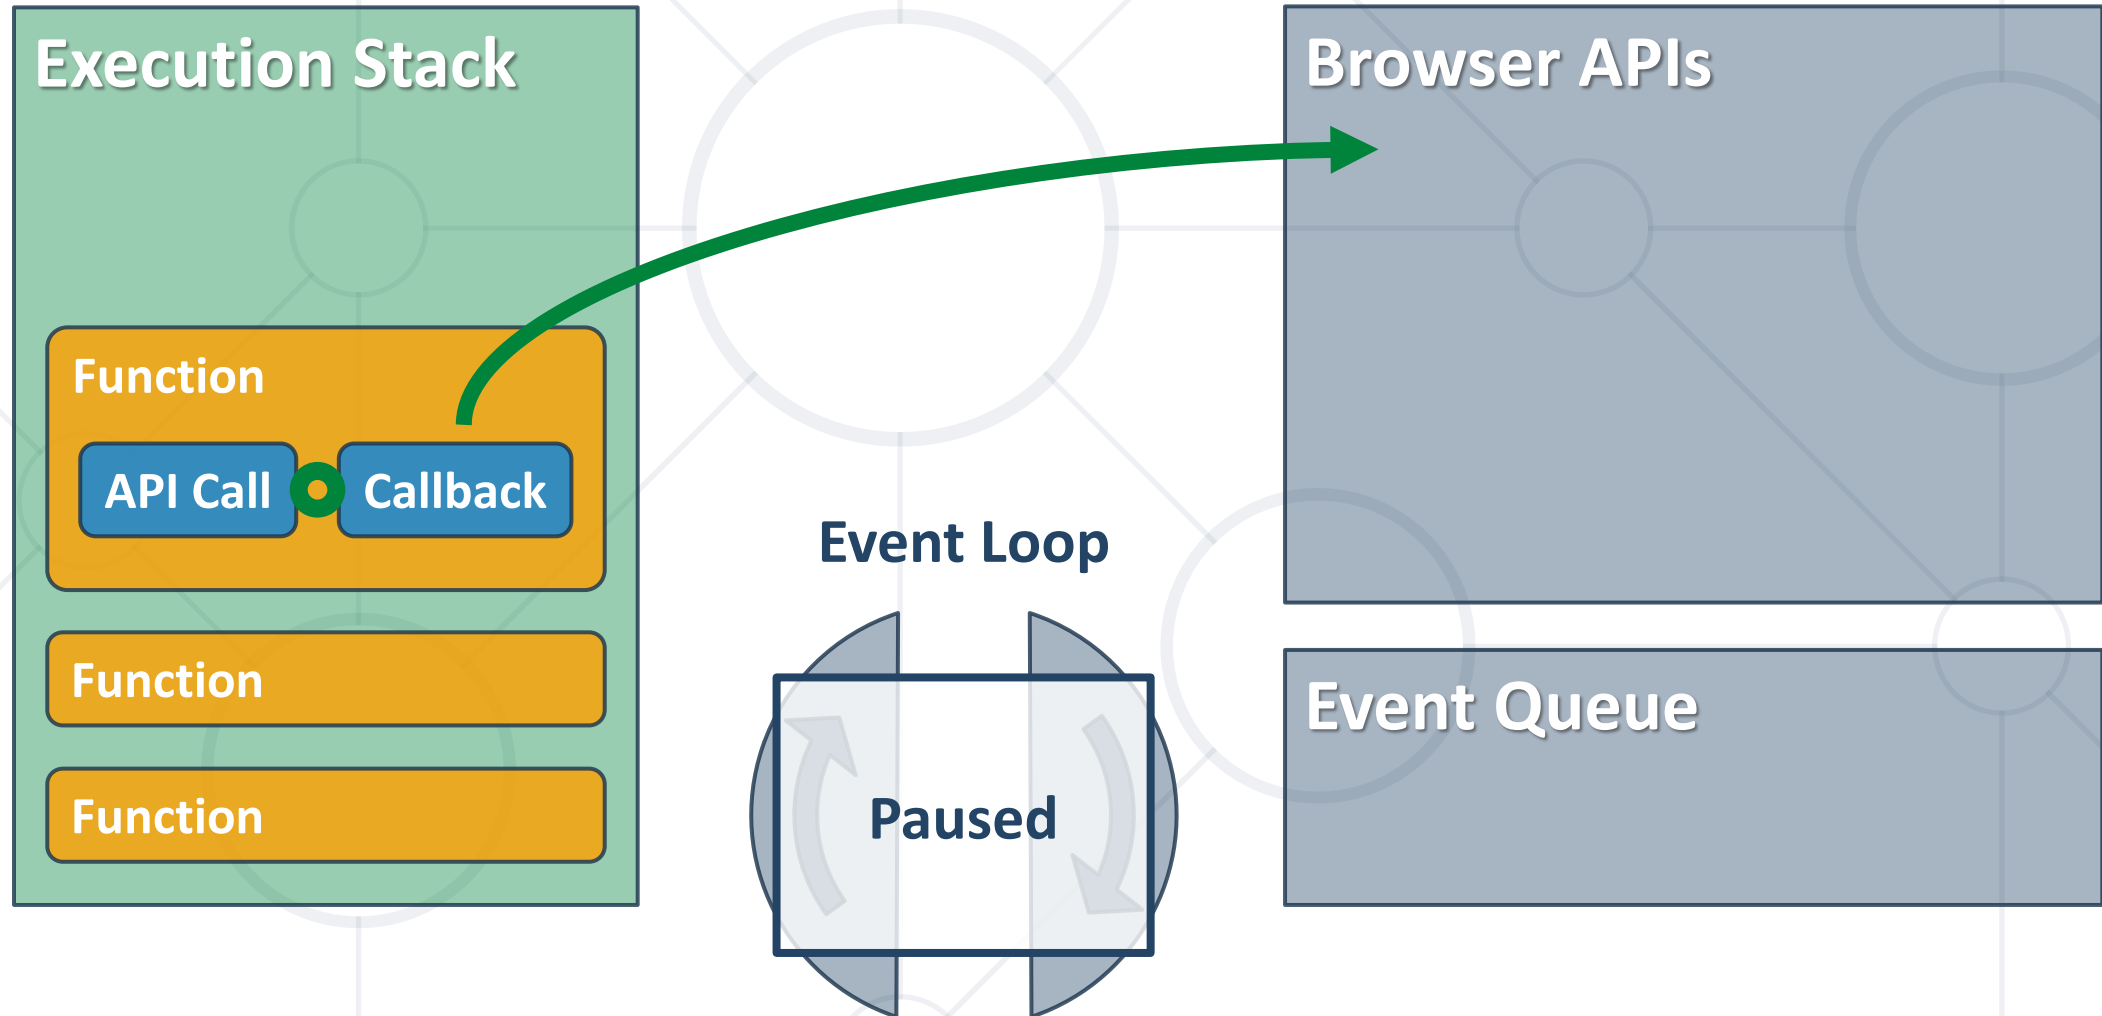 Execution Stack
Function
API Call
Callback
Function
Function
Event Loop
Paused
Browser APIs
Event Queue